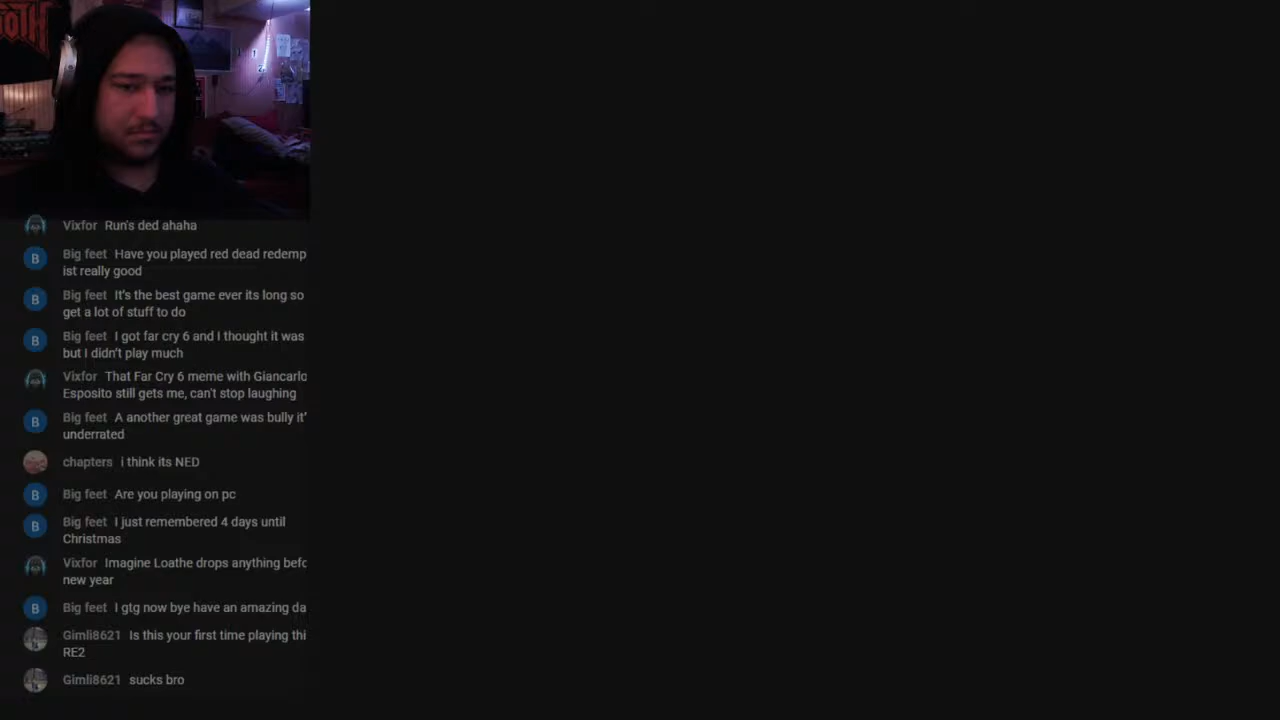 OTH
Vixfor Run's ded ahaha
Big feet Have you played red dead redemp
ist really good
Big feet It's the best game ever its long so
get a lot of stuff to do
Big feet I got far cry 6 and I thought it was
but I didn't play much
Vixfor That Far Cry 6 meme with Giancarlo
Esposito still gets me, can't stop laughing
Big feet A another great game was bully it'
underrated
chapters i think its NED
B Big feet Are you playing on pc
B Big feet I just remembered 4 days until
Christmas
Vixfor Imagine Loathe drops anything befo
new year
B Big feet I gtg now bye have an amazing da
Gimli8621 Is this your first time playing thi
RE2
Gimli8621 sucks bro